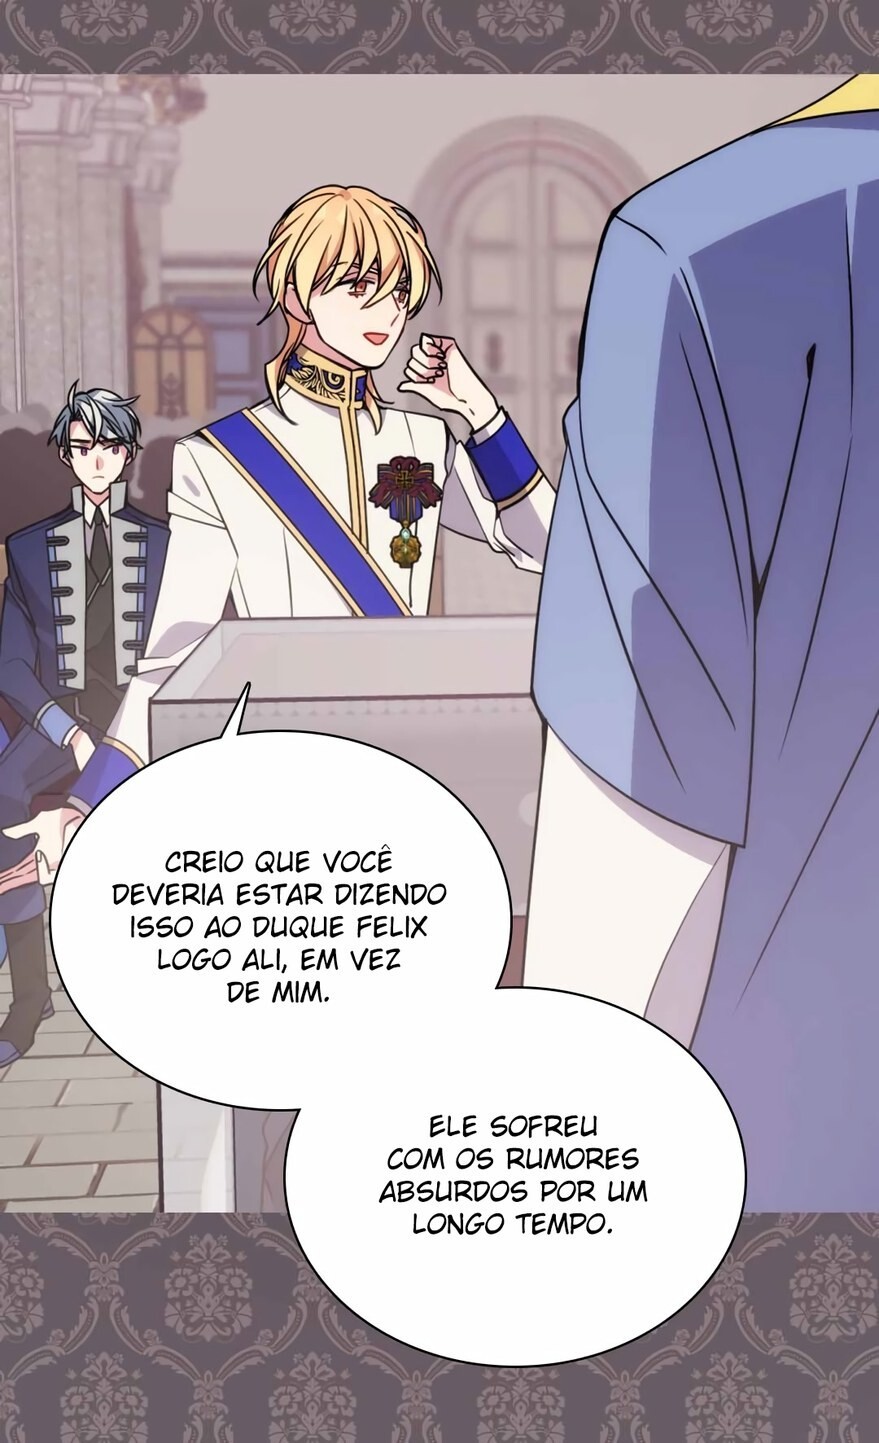 CREIO QUE VOCÊ
DEVERIA ESTAR DIZENDO
ISSO AO DUQUE FELIX
LOGO ALI, EM VEZ
DE MIM.
ELE SOFREU
COM OS RUMORES
ABSURDOS POR UM
LONGO TEMPO.